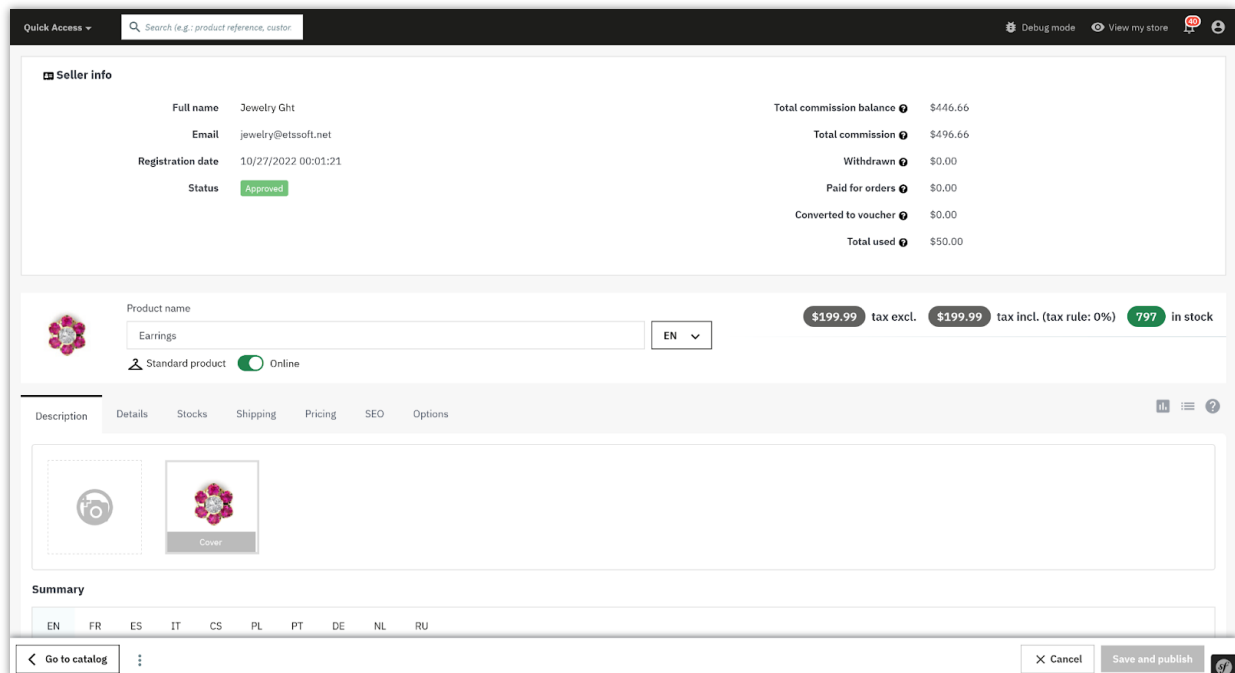 Quick Access
Search (e.g.: product reference, custor
Debug mode
View my store
40
Seller info
Full name Jewelry Ght
Email jewelry@etssoft.net
Registration date 10/27/2022 00:01:21
Status Approved
Total commission balance $446.66
Total commission $496.66
Withdrawn $0.00
Paid for orders $0.00
Converted to voucher $0.00
Total used $50.00
Product name
Earrings
EN
Standard product Online
$199.99 tax excl. $199.99 tax incl. (tax rule: 0%) 797 in stock
Description Details Stocks Shipping Pricing SEO Options
Cover
Summary
EN FR ES IT CS PL PT DE NL RU
Go to catalog
Cancel
Save and publish
sf